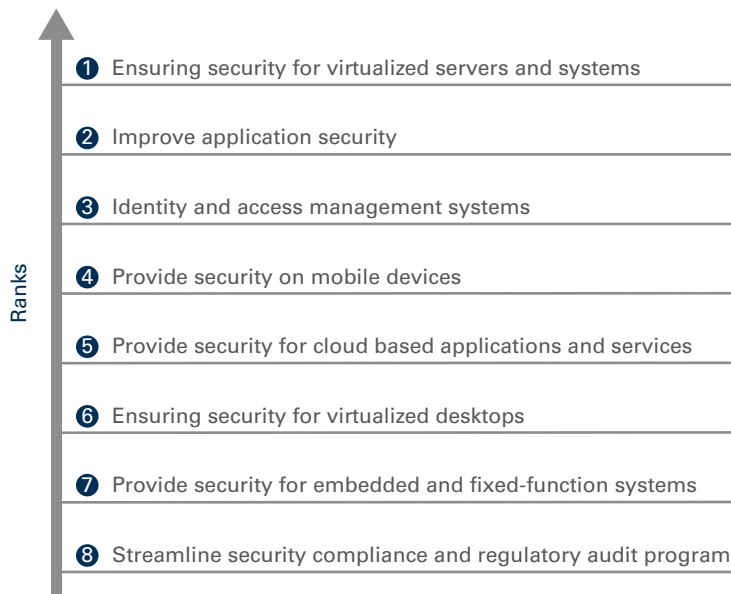 1 Ensuring security for virtualized servers and systems
2 Improve application security
3 Identity and access management systems
Ranks
4 Provide security on mobile devices
5 Provide security for cloud based applications and services
6 Ensuring security for virtualized desktops
7 Provide security for embedded and fixed-function systems
8 Streamline security compliance and regulatory audit program